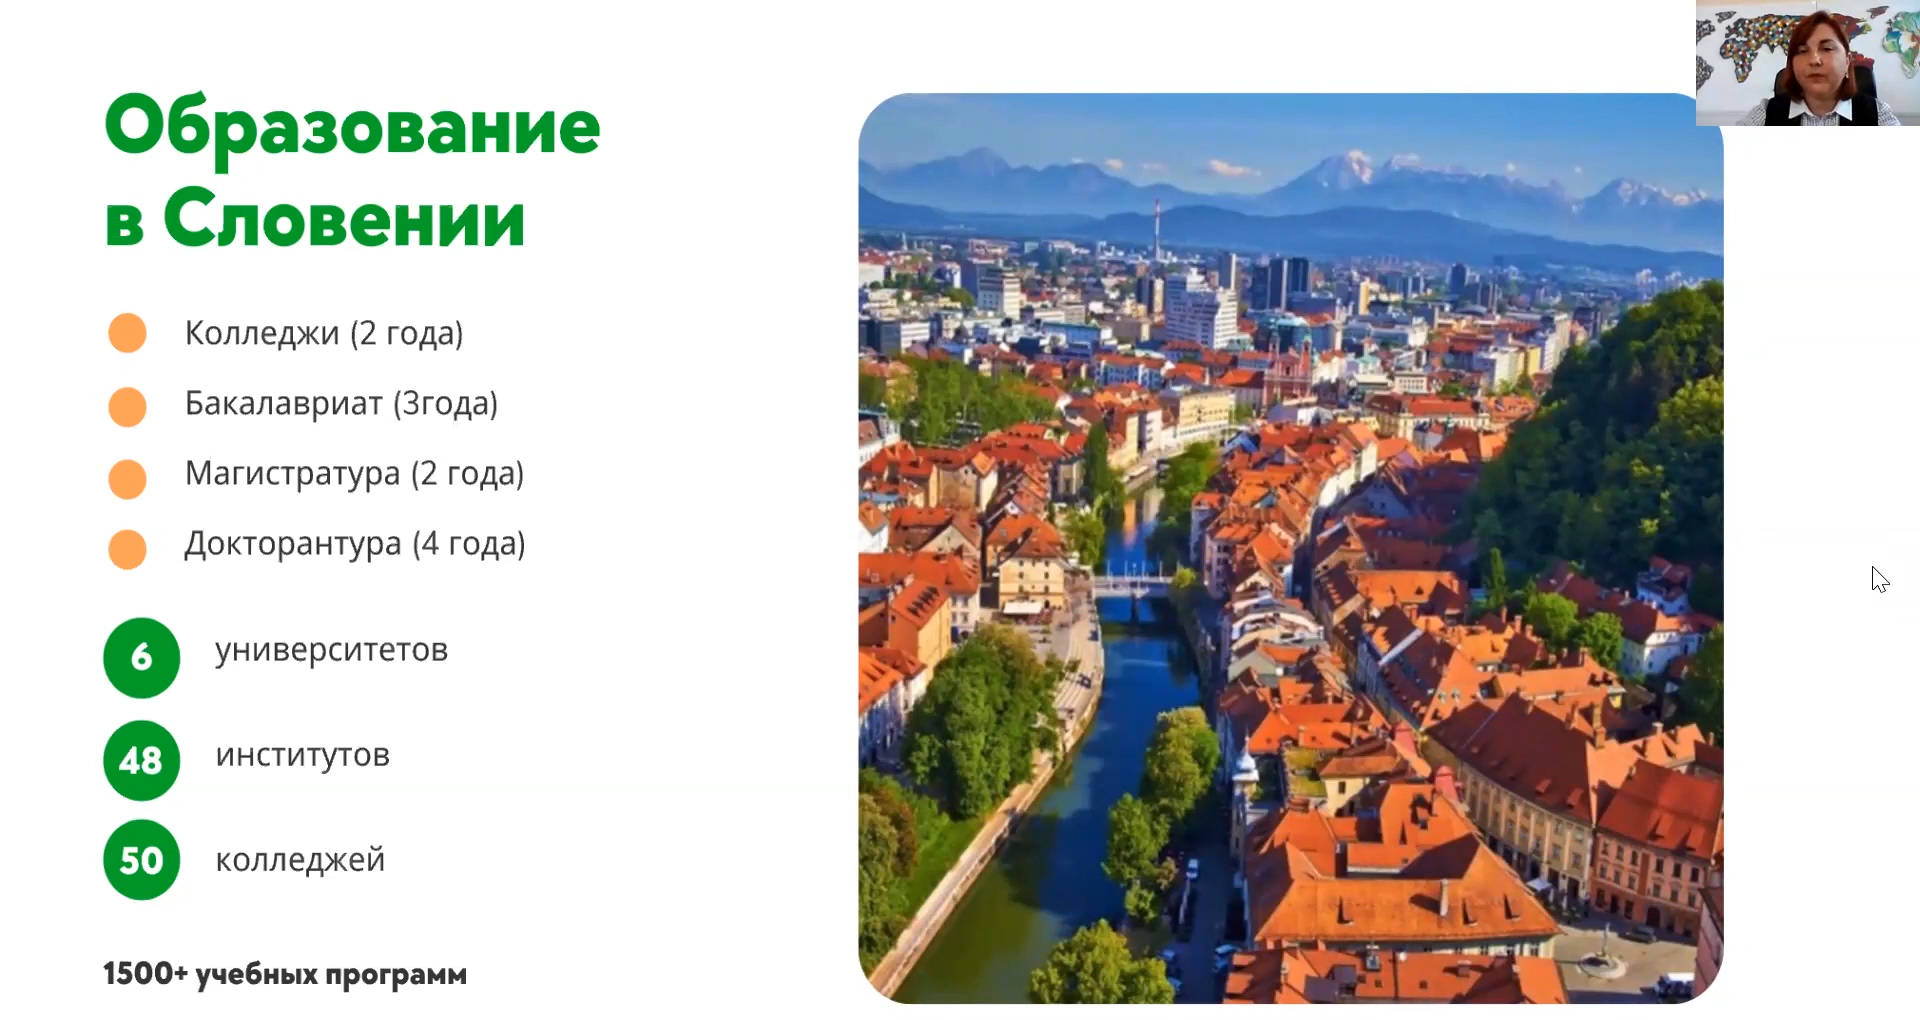 Образование
в Словении
Колледжи (2 года)
Бакалавриат (3года)
Магистратура (2 года)
Докторантура (4 года)
6 университетов
48 институтов
50 колледжей
1500+ учебных программ